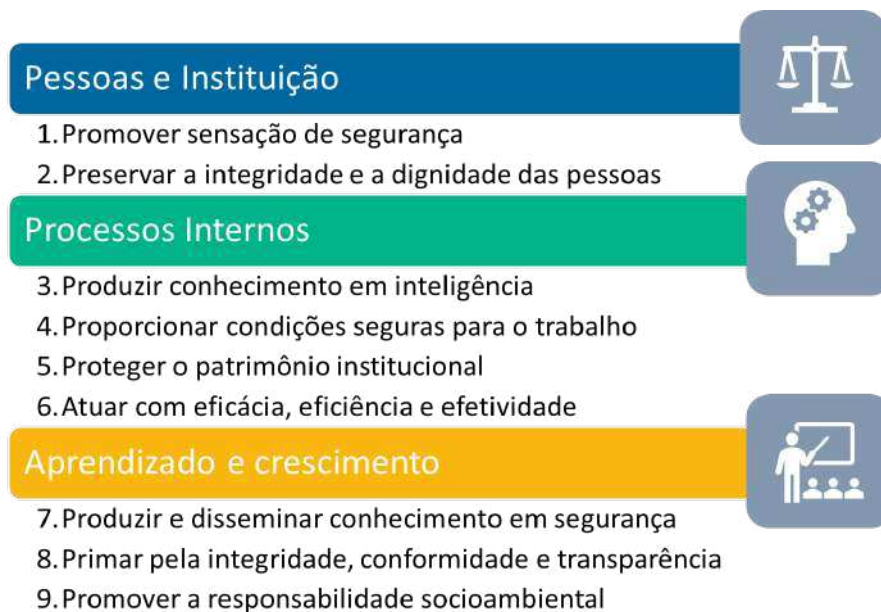 Pessoas e Instituição
1.Promover sensação de segurança
2.Preservar a integridade e a dignidade das pessoas
Processos Internos
3.Produzir conhecimento em inteligência
4.Proporcionar condições seguras para o trabalho
5.Proteger o patrimônio institucional
6.Atuar com eficácia, eficiência e efetividade
Aprendizado e crescimento
7.Produzir e disseminar conhecimento em segurança
8.Primar pela integridade, conformidade e transparência
9.Promover a responsabilidade socioambiental